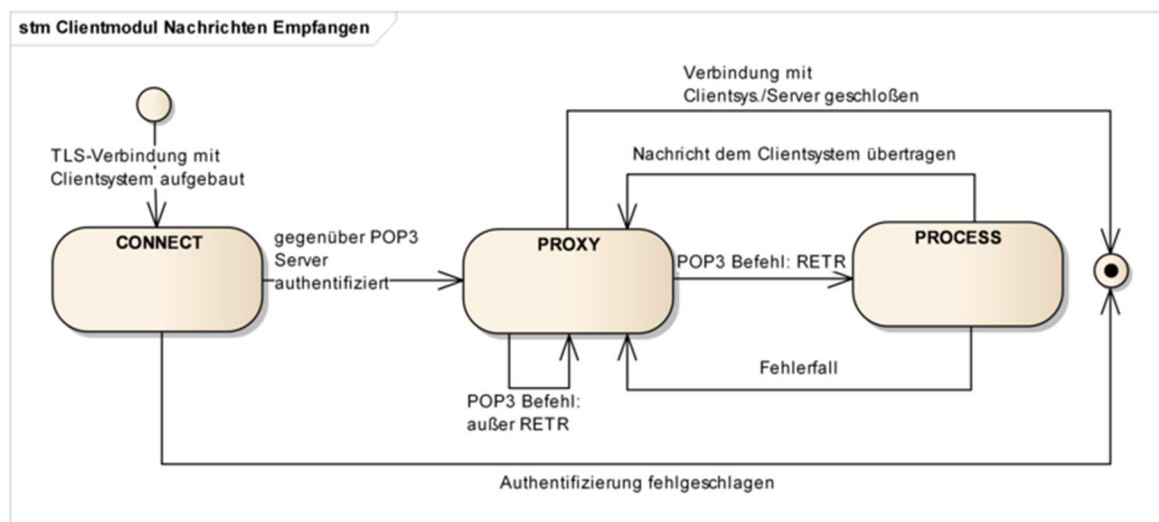 stm Clientmodul Nachrichten Empfangen
Verbindung mit
Clientsys./Server geschloßen
TLS-Verbindung mit
Clientsystem aufgebaut
Nachricht dem Clientsystem übertragen
CONNECT
gegenüber POP3
Server
authentifiziert
PROXY
POP3 Befehl: RETR
PROCESS
Fehlerfall
POP3 Befehl:
außer RETR
Authentifizierung fehlgeschlagen